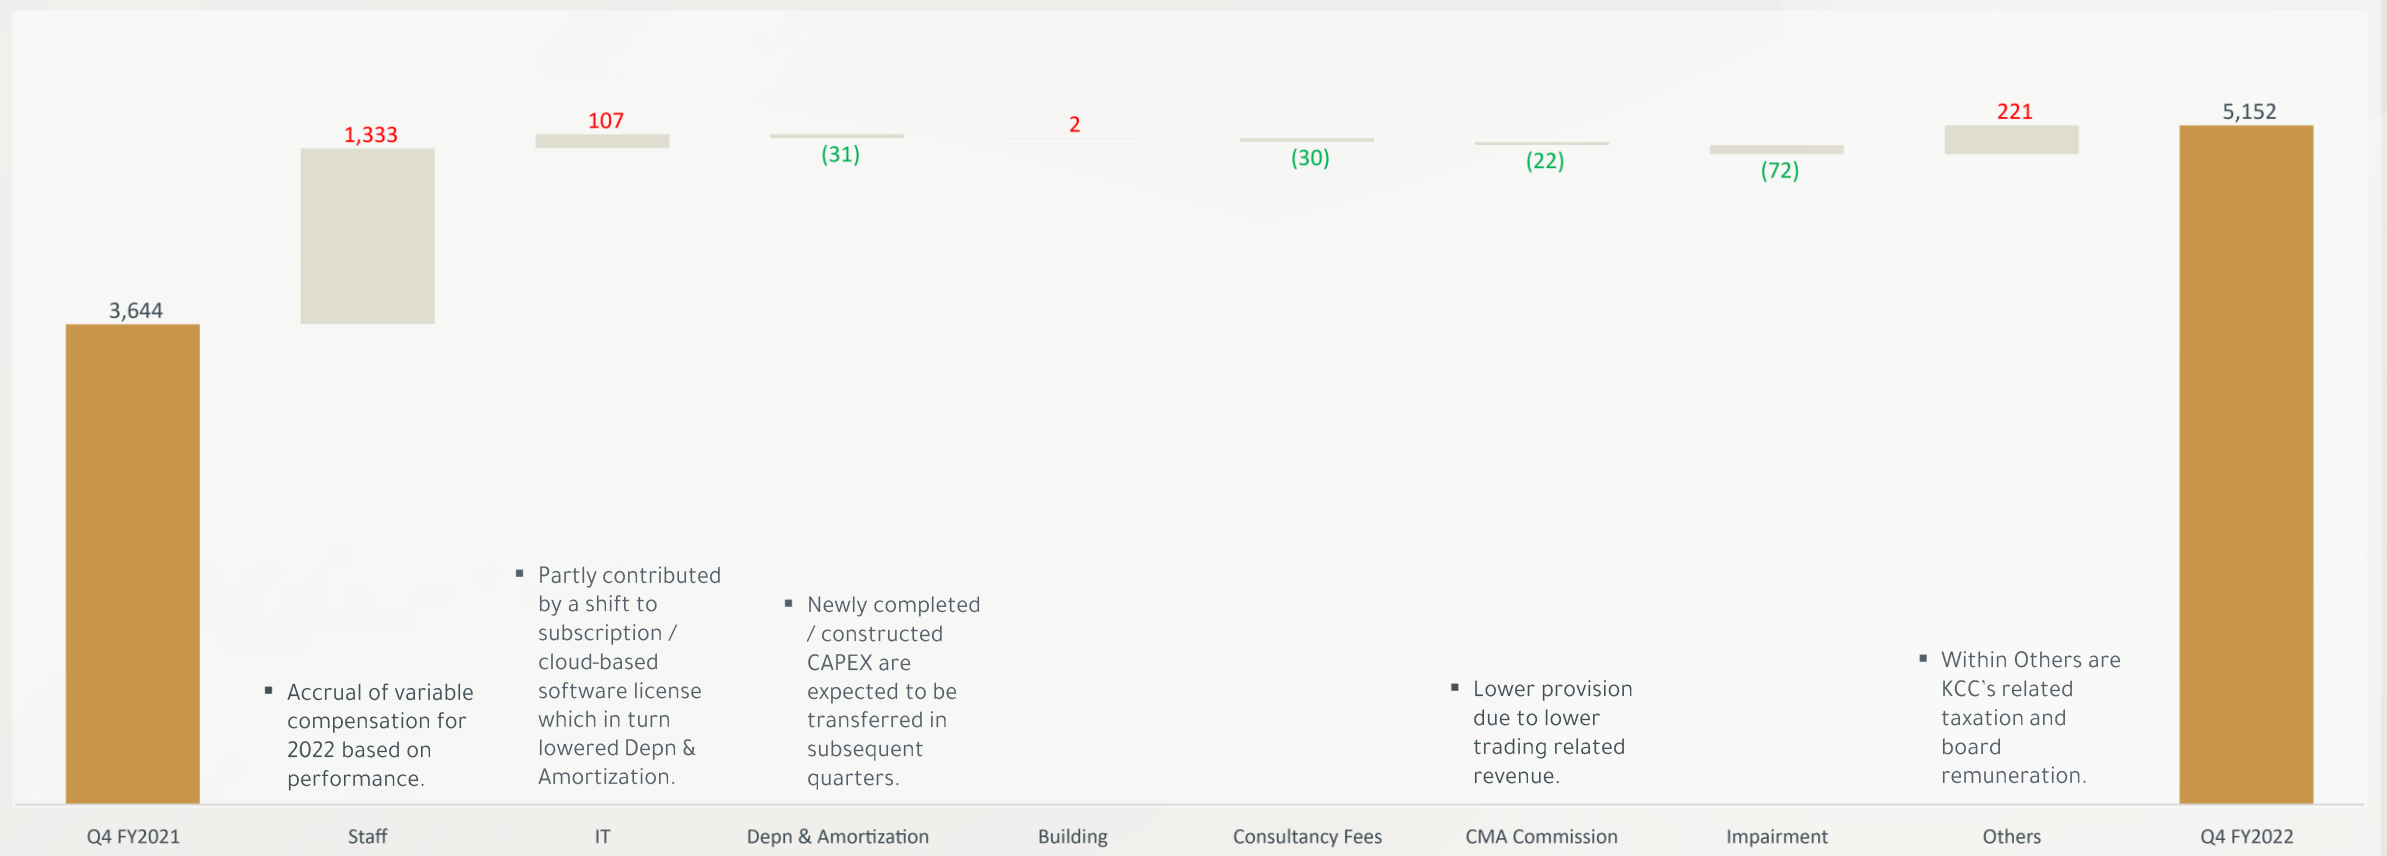 3,644
1,333
107
(31)
2
(30)
(22)
(72)
221
5,152
▪ Accrual of variable
compensation for
2022 based on
performance.
▪ Partly contributed
by a shift to
subscription /
cloud-based
software license
which in turn
lowered Depn &
Amortization.
▪ Newly completed
/ constructed
CAPEX are
expected to be
transferred in
subsequent
quarters.
▪ Lower provision
due to lower
trading related
revenue.
▪ Within Others are
KCC's related
taxation and
board
remuneration.
Q4 FY2021
Staff
IT
Depn & Amortization
Building
Consultancy Fees
CMA Commission
Impairment
Others
Q4 FY2022